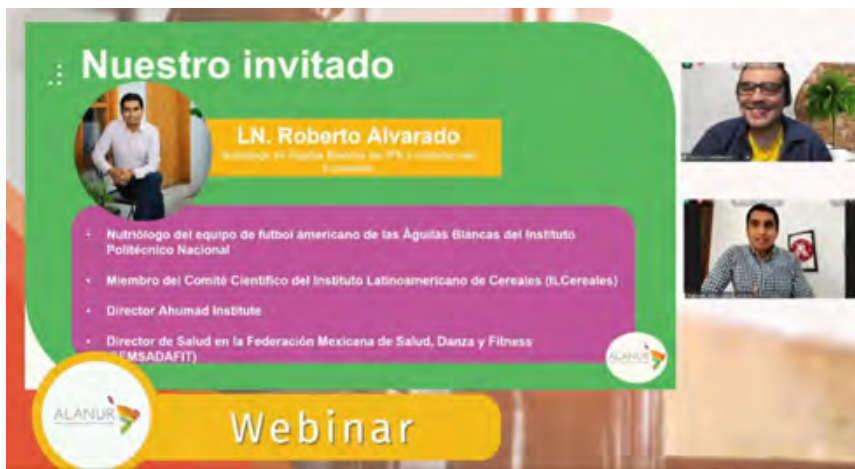 Nuestro invitado
LN. Roberto Alvarado
• Nutriólogo del equipo de futbol americano de las Águilas Blancas del Instituto
Politécnico Nacional
• Miembro del Comité Científico del Instituto Latinoamericano de Cereales (ILCereales)
• Director Ahumad Institute
• Director de Salud en la Federación Mexicana de Salud, Danza y Fitness
EMSADAFIT)
ALANUR
ALANUR
Webinar